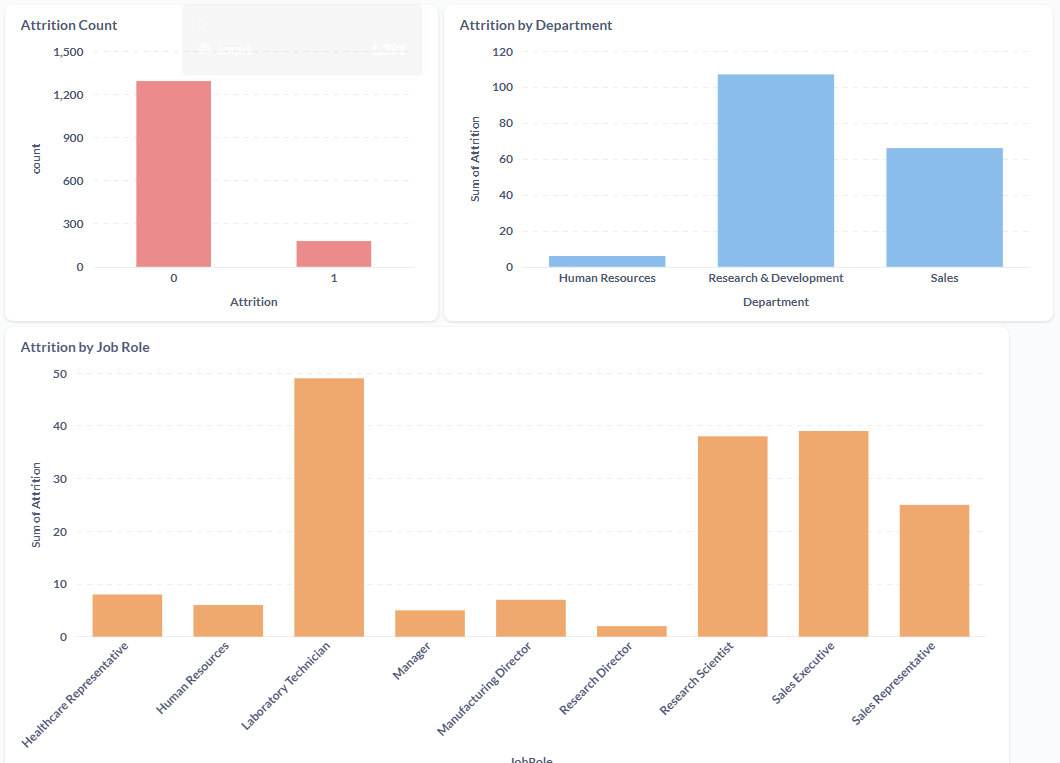 Attrition Count
count
1,500
1,200
900
600
300
0
0
1
Attrition
Attrition by Department
Sum of Attrition
120
100
80
60
40
20
0
Human Resources
Research & Development
Sales
Department
Attrition by Job Role
Sum of Attrition
50
40
30
20
10
0
Healthcare Representative
Human Resources
Laboratory Technician
Manager
Manufacturing Director
Research Director
Research Scientist
Sales Executive
Sales Representative
JobRole